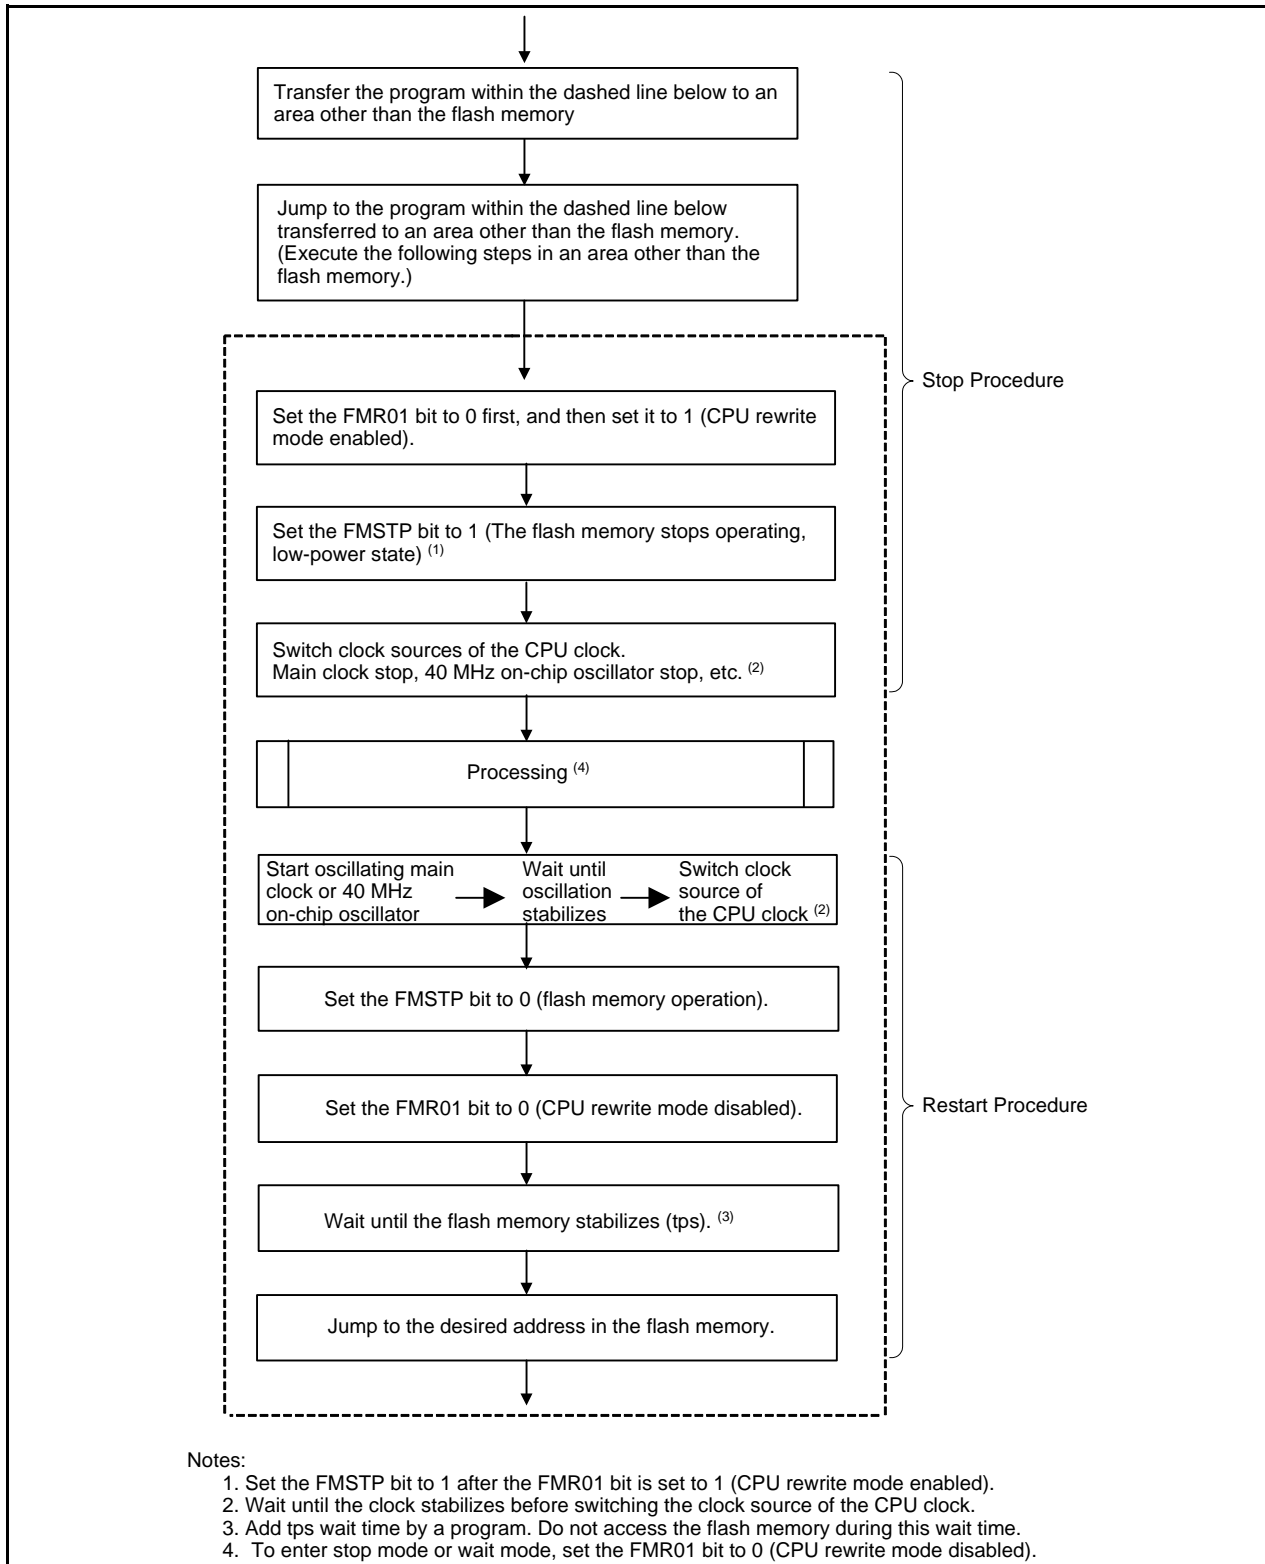 Transfer the program within the dashed line below to an
area other than the flash memory
Jump to the program within the dashed line below
transferred to an area other than the flash memory.
(Execute the following steps in an area other than the
flash memory.)
Stop Procedure
Set the FMR01 bit to 0 first, and then set it to 1 (CPU rewrite
mode enabled).
Set the FMSTP bit to 1 (The flash memory stops operating,
low-power state) (1)
Switch clock sources of the CPU clock.
Main clock stop, 40 MHz on-chip oscillator stop, etc. (2)
Processing (4)
Start oscillating main
clock or 40 MHz
on-chip oscillator
Wait until
oscillation
stabilizes
Switch clock
source of
the CPU clock (2)
Set the FMSTP bit to 0 (flash memory operation).
Set the FMR01 bit to 0 (CPU rewrite mode disabled).
Restart Procedure
Wait until the flash memory stabilizes (tps). (3)
Jump to the desired address in the flash memory.
Notes:
1. Set the FMSTP bit to 1 after the FMR01 bit is set to 1 (CPU rewrite mode enabled).
2. Wait until the clock stabilizes before switching the clock source of the CPU clock.
3. Add tps wait time by a program. Do not access the flash memory during this wait time.
4. To enter stop mode or wait mode, set the FMR01 bit to 0 (CPU rewrite mode disabled).